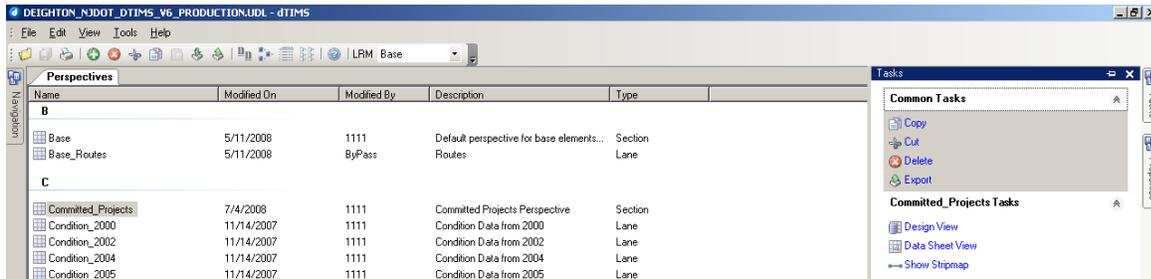 DEIGHTON_NJDOT_DTIMS_V6_PRODUCTION.UDL - dTIMS
File Edit View Tools Help
LRM Base
Navigation
Perspectives
Name Modified On Modified By Description Type
B
Base 5/11/2008 1111 Default perspective for base elements... Section
Base_Routes 5/11/2008 ByPass Routes Lane
C
Committed_Projects 7/4/2008 1111 Committed Projects Perspective Section
Condition_2000 11/14/2007 1111 Condition Data from 2000 Lane
Condition_2002 11/14/2007 1111 Condition Data from 2002 Lane
Condition_2004 11/14/2007 1111 Condition Data from 2004 Lane
Condition_2005 11/14/2007 1111 Condition Data from 2005 Lane
Tasks
Common Tasks
Copy
Cut
Delete
Export
Committed_Projects Tasks
Design View
Data Sheet View
Show Stripmap